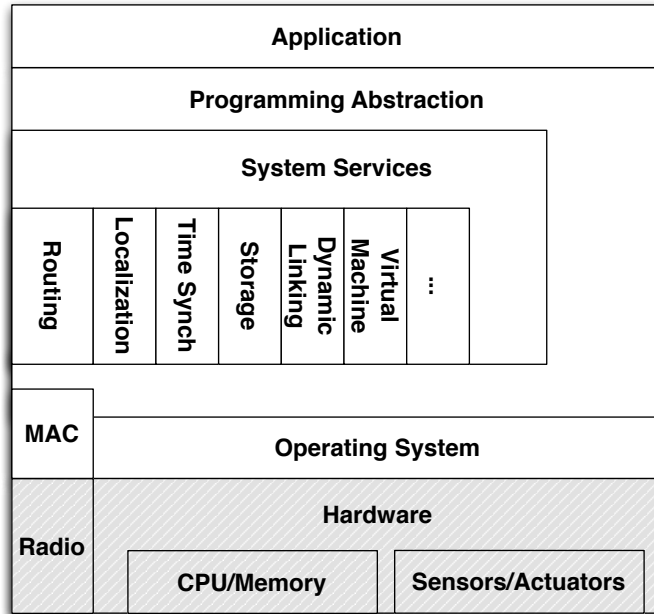 Application
Programming Abstraction
System Services
Routing
Localization
Time Synch
Storage
Dynamic
Linking
Virtual
Machine
...
MAC
Operating System
Radio
Hardware
CPU/Memory
Sensors/Actuators